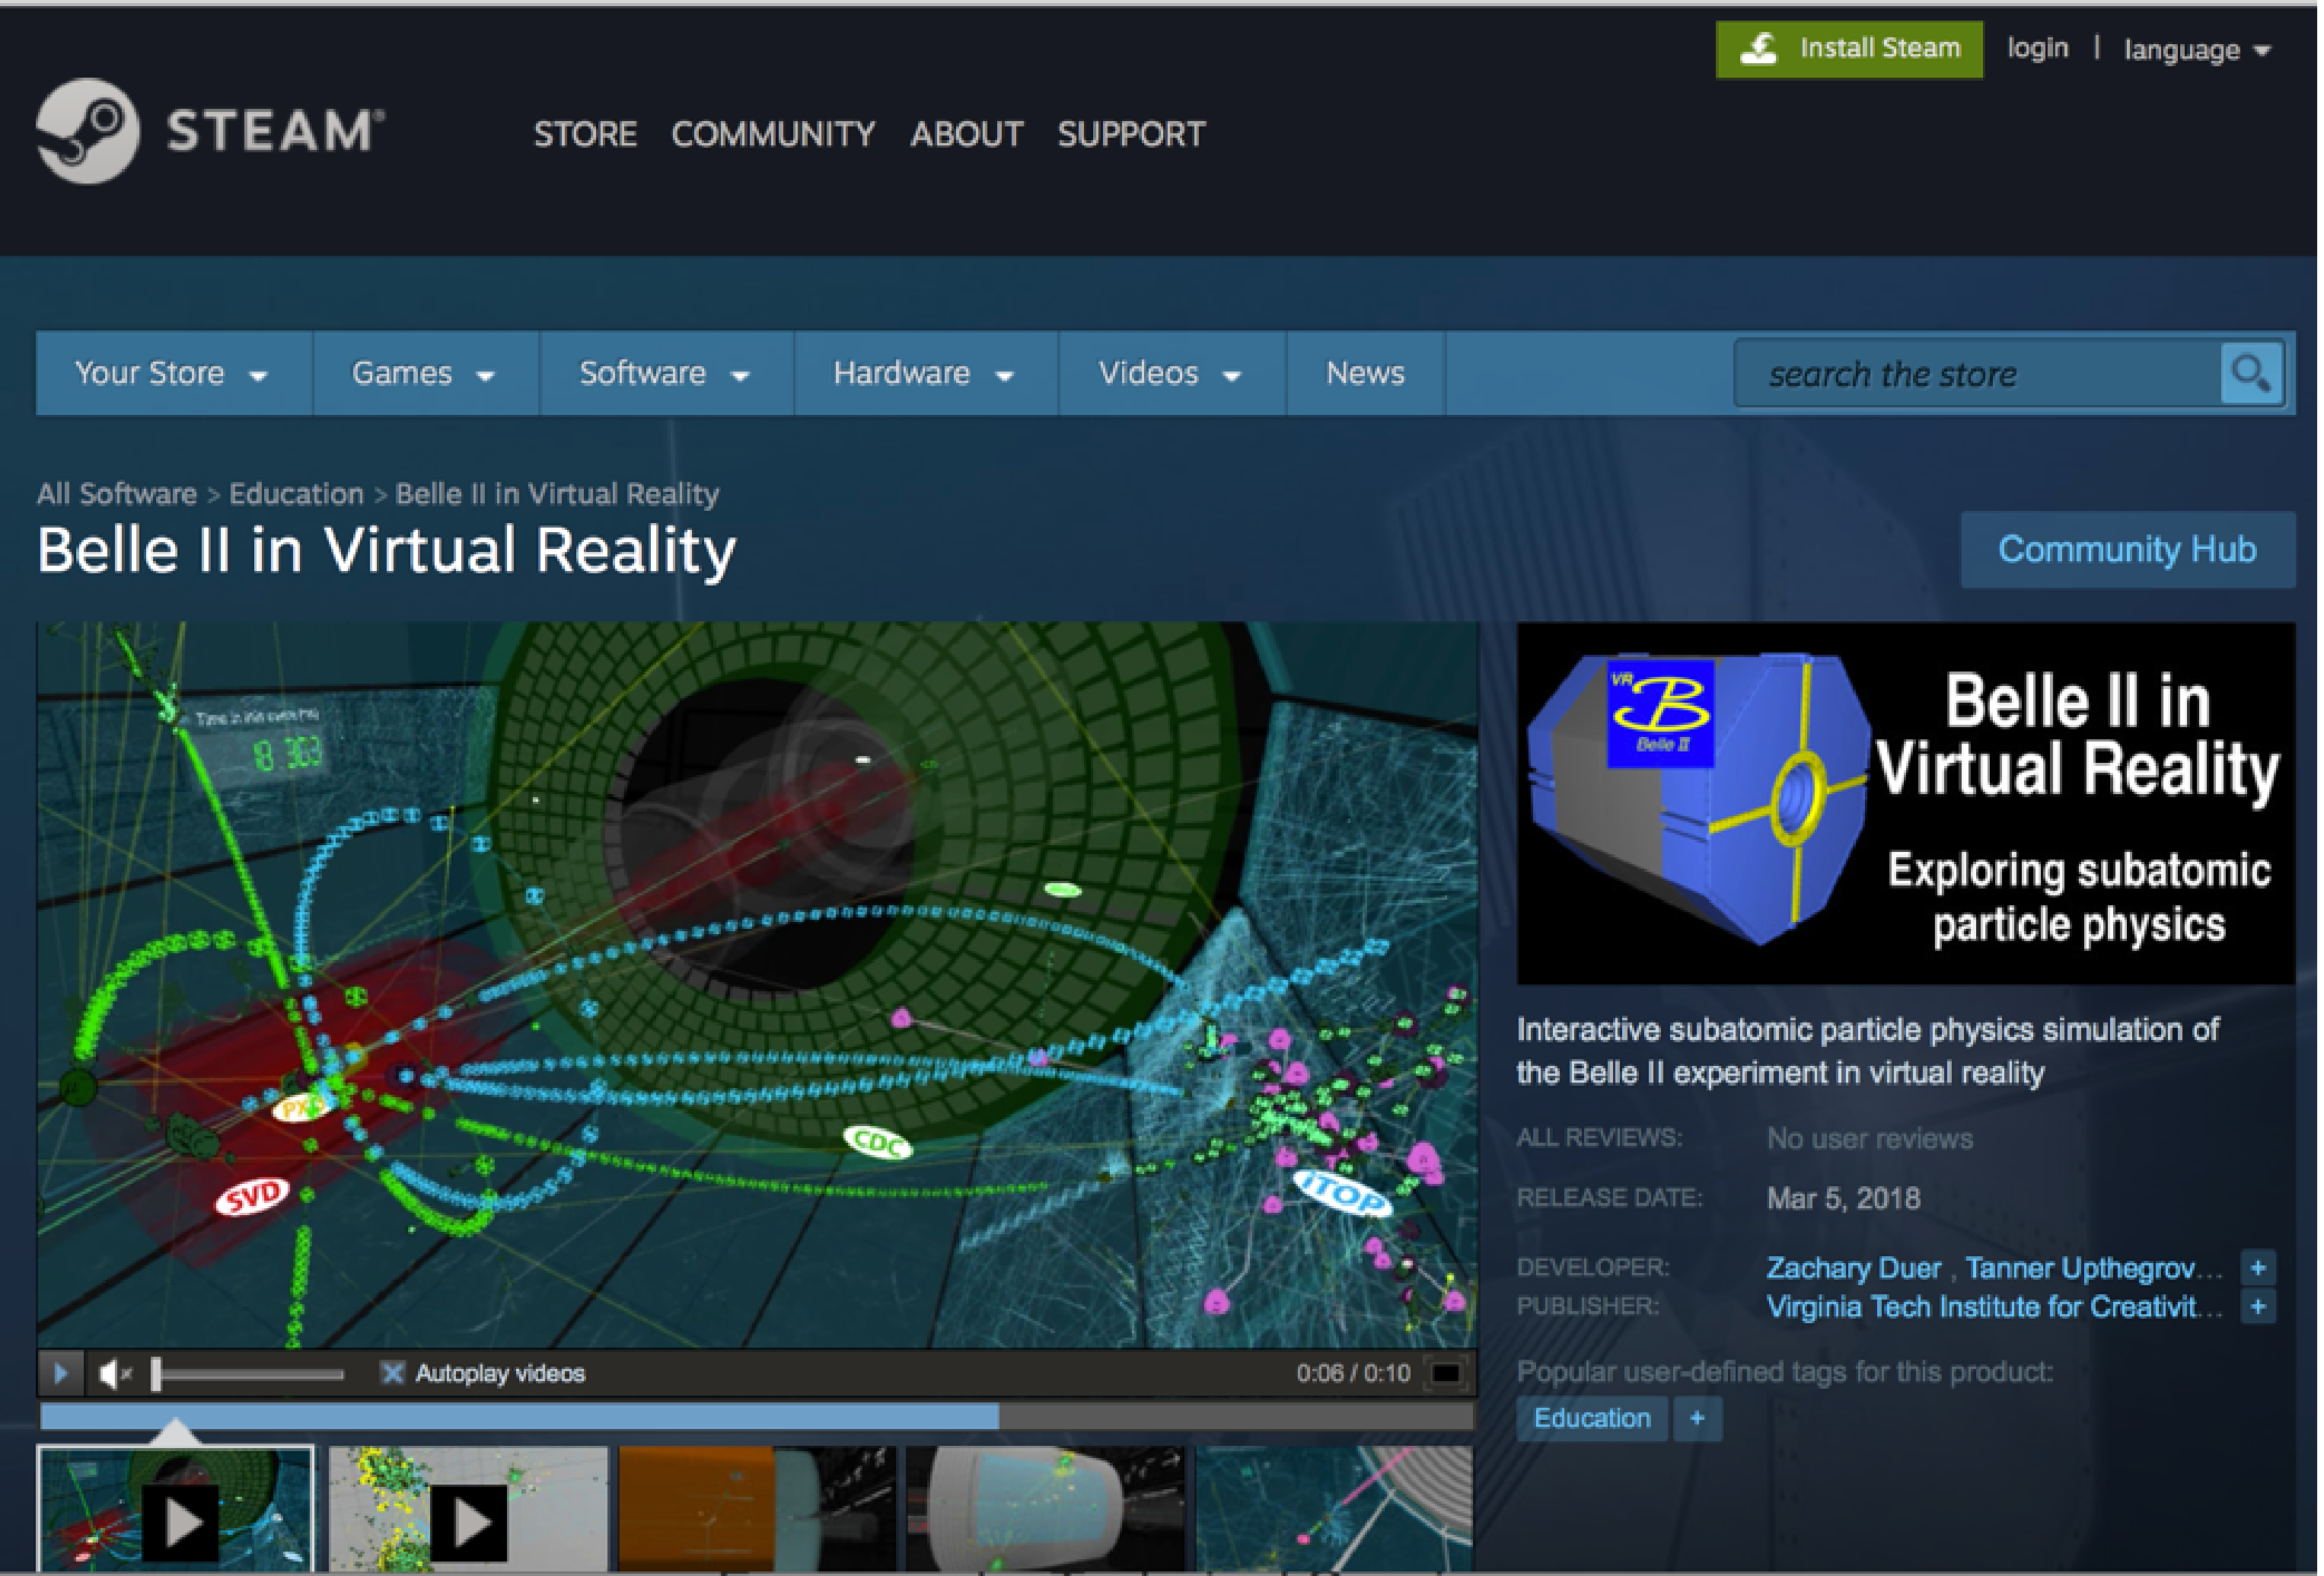 Install Steam login | language
STEAM®
STORE COMMUNITY ABOUT SUPPORT
Your Store Games Software Hardware Videos News search the store
All Software > Education > Belle II in Virtual Reality
Belle II in Virtual Reality
Community Hub
18 303
PXD
SVD
CDC
iTOP
VR
B
Belle II
Belle II in
Virtual Reality
Exploring subatomic
particle physics
Interactive subatomic particle physics simulation of
the Belle II experiment in virtual reality
ALL REVIEWS: No user reviews
RELEASE DATE: Mar 5, 2018
DEVELOPER: Zachary Duer , Tanner Upthegrov... +
PUBLISHER: Virginia Tech Institute for Creativit... +
Popular user-defined tags for this product:
Education +
Autoplay videos 0:06 / 0:10